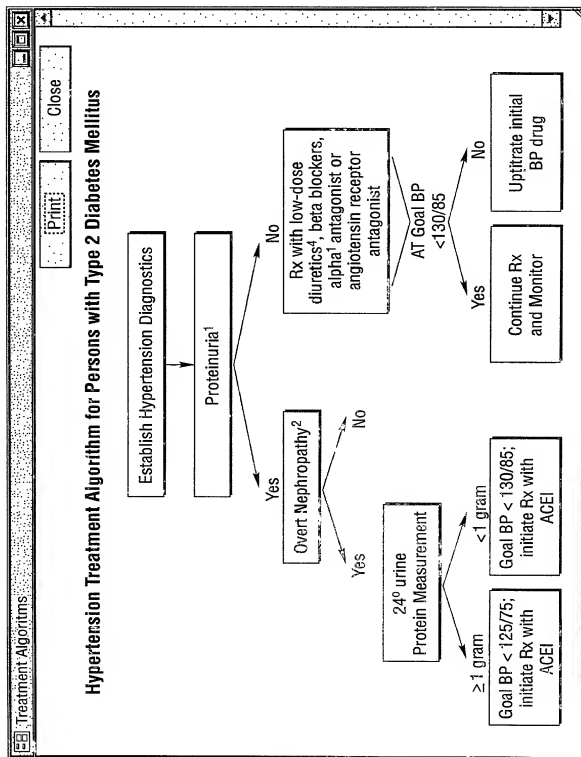 Treatment Algoritms
Print
Close
Hypertension Treatment Algorithm for Persons with Type 2 Diabetes Mellitus
Establish Hypertension Diagnostics
Proteinuria¹
Yes
No
Overt Nephropathy²
Rx with low-dose
diuretics⁴, beta blockers,
alpha¹ antagonist or
angiotensin receptor
antagonist
Yes
No
AT Goal BP
<130/85
24⁰ urine
Protein Measurement
Yes
No
≥1 gram
<1 gram
Continue Rx
and Monitor
Uptitrate initial
BP drug
Goal BP < 125/75;
initiate Rx with
ACEI
Goal BP < 130/85;
initiate Rx with
ACEI